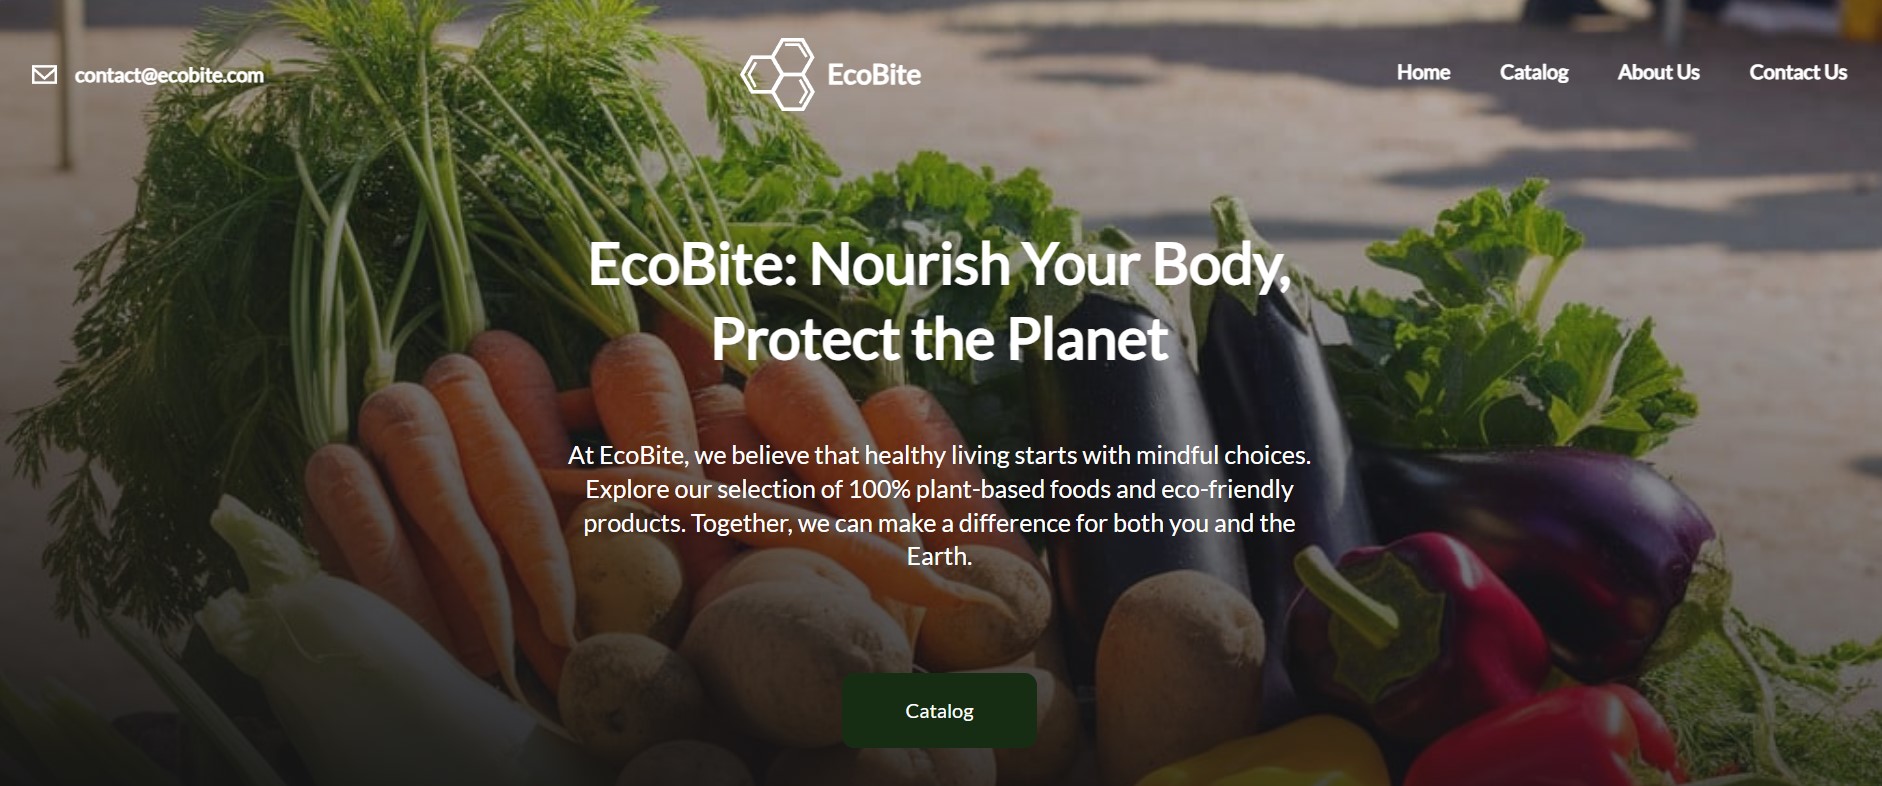 contact@ecobite.com
EcoBite
Home
Catalog
About Us
Contact Us
EcoBite: Nourish Your Body,
Protect the Planet
At EcoBite, we believe that healthy living starts with mindful choices.
Explore our selection of 100% plant-based foods and eco-friendly
products. Together, we can make a difference for both you and the
Earth.
Catalog